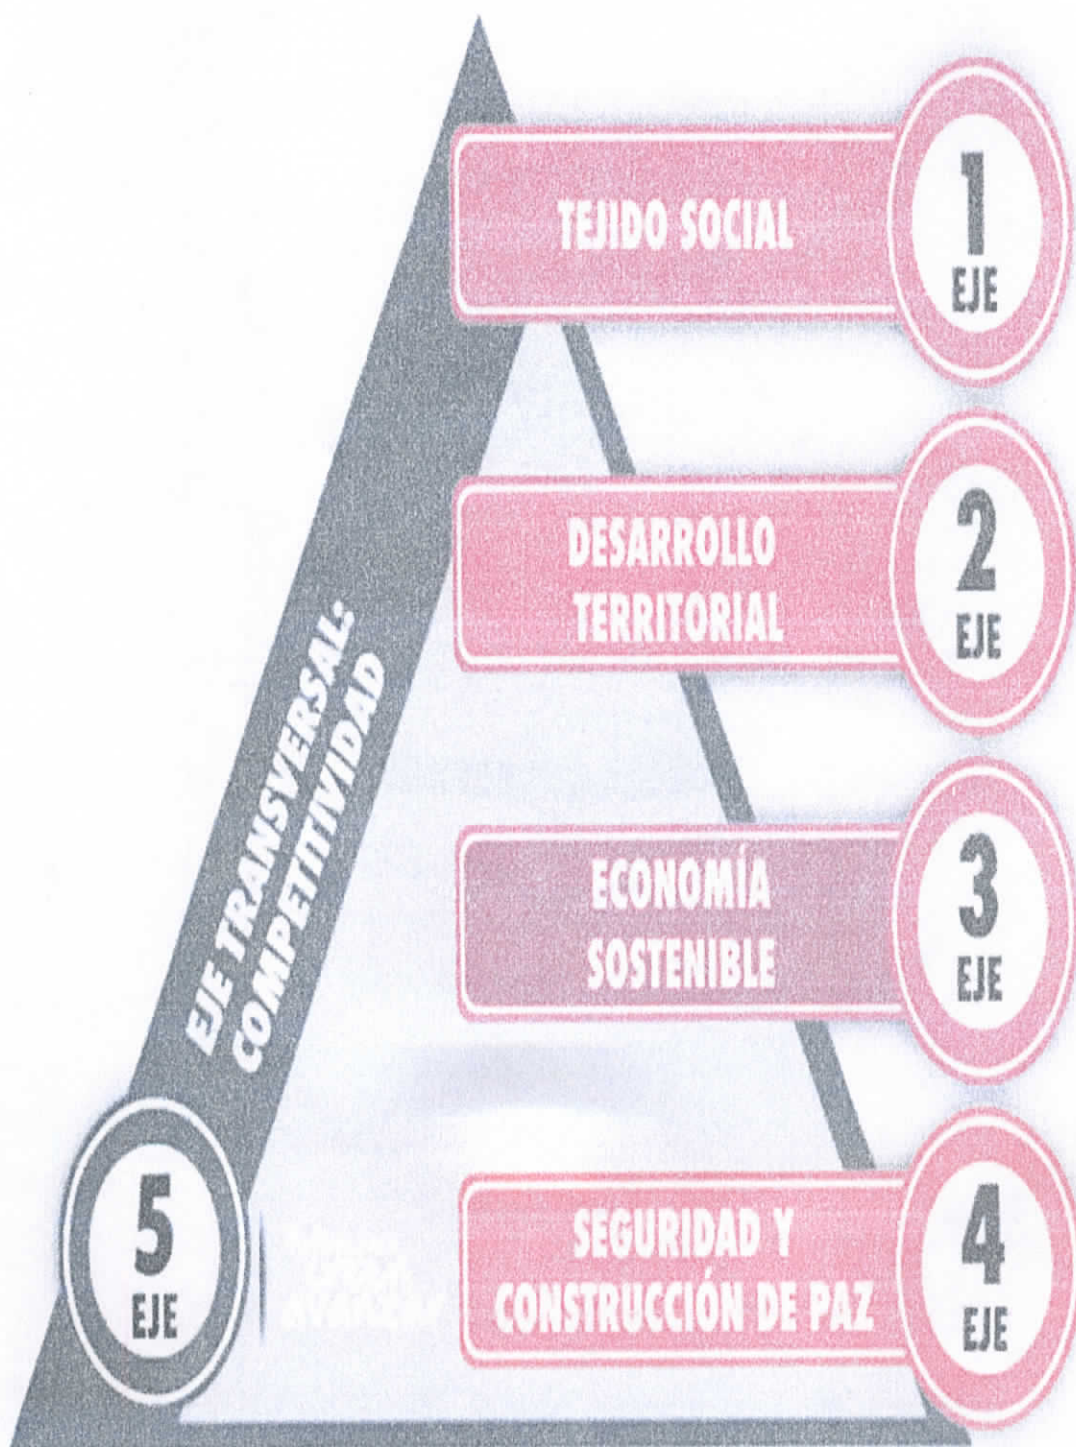 TEJIDO SOCIAL
1
EJE
DESARROLLO
TERRITORIAL
2
EJE
EJE TRANSVERSAL:
COMPETITIVIDAD
ECONOMÍA
SOSTENIBLE
3
EJE
5
EJE
SEGURIDAD Y
CONSTRUCCIÓN DE PAZ
4
EJE